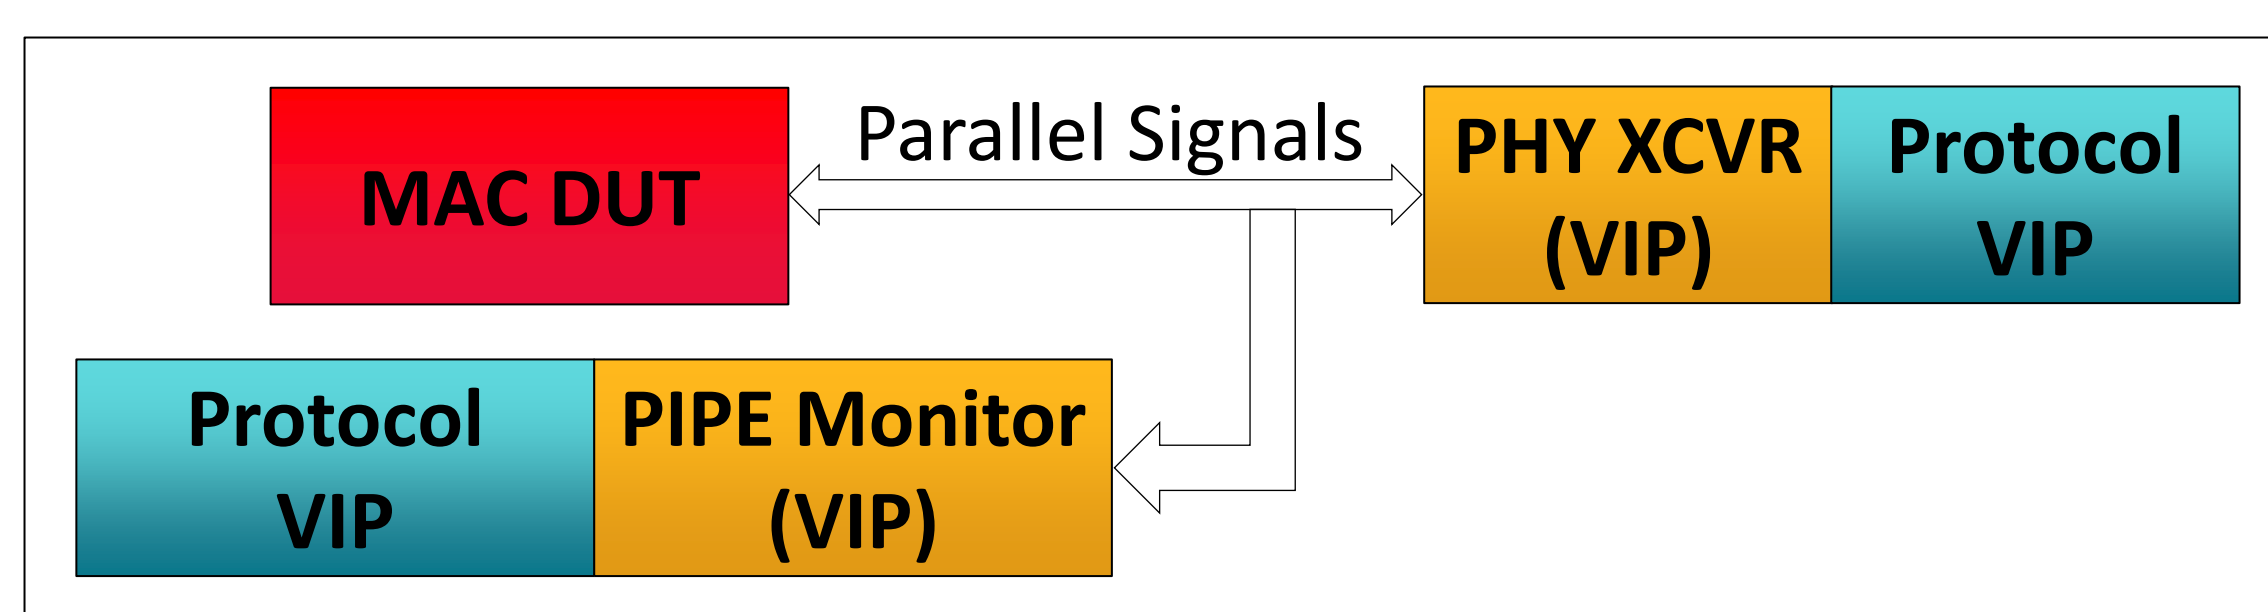 Parallel Signals
MAC DUT
PHY XCVR
(VIP)
Protocol
VIP
Protocol
VIP
PIPE Monitor
(VIP)